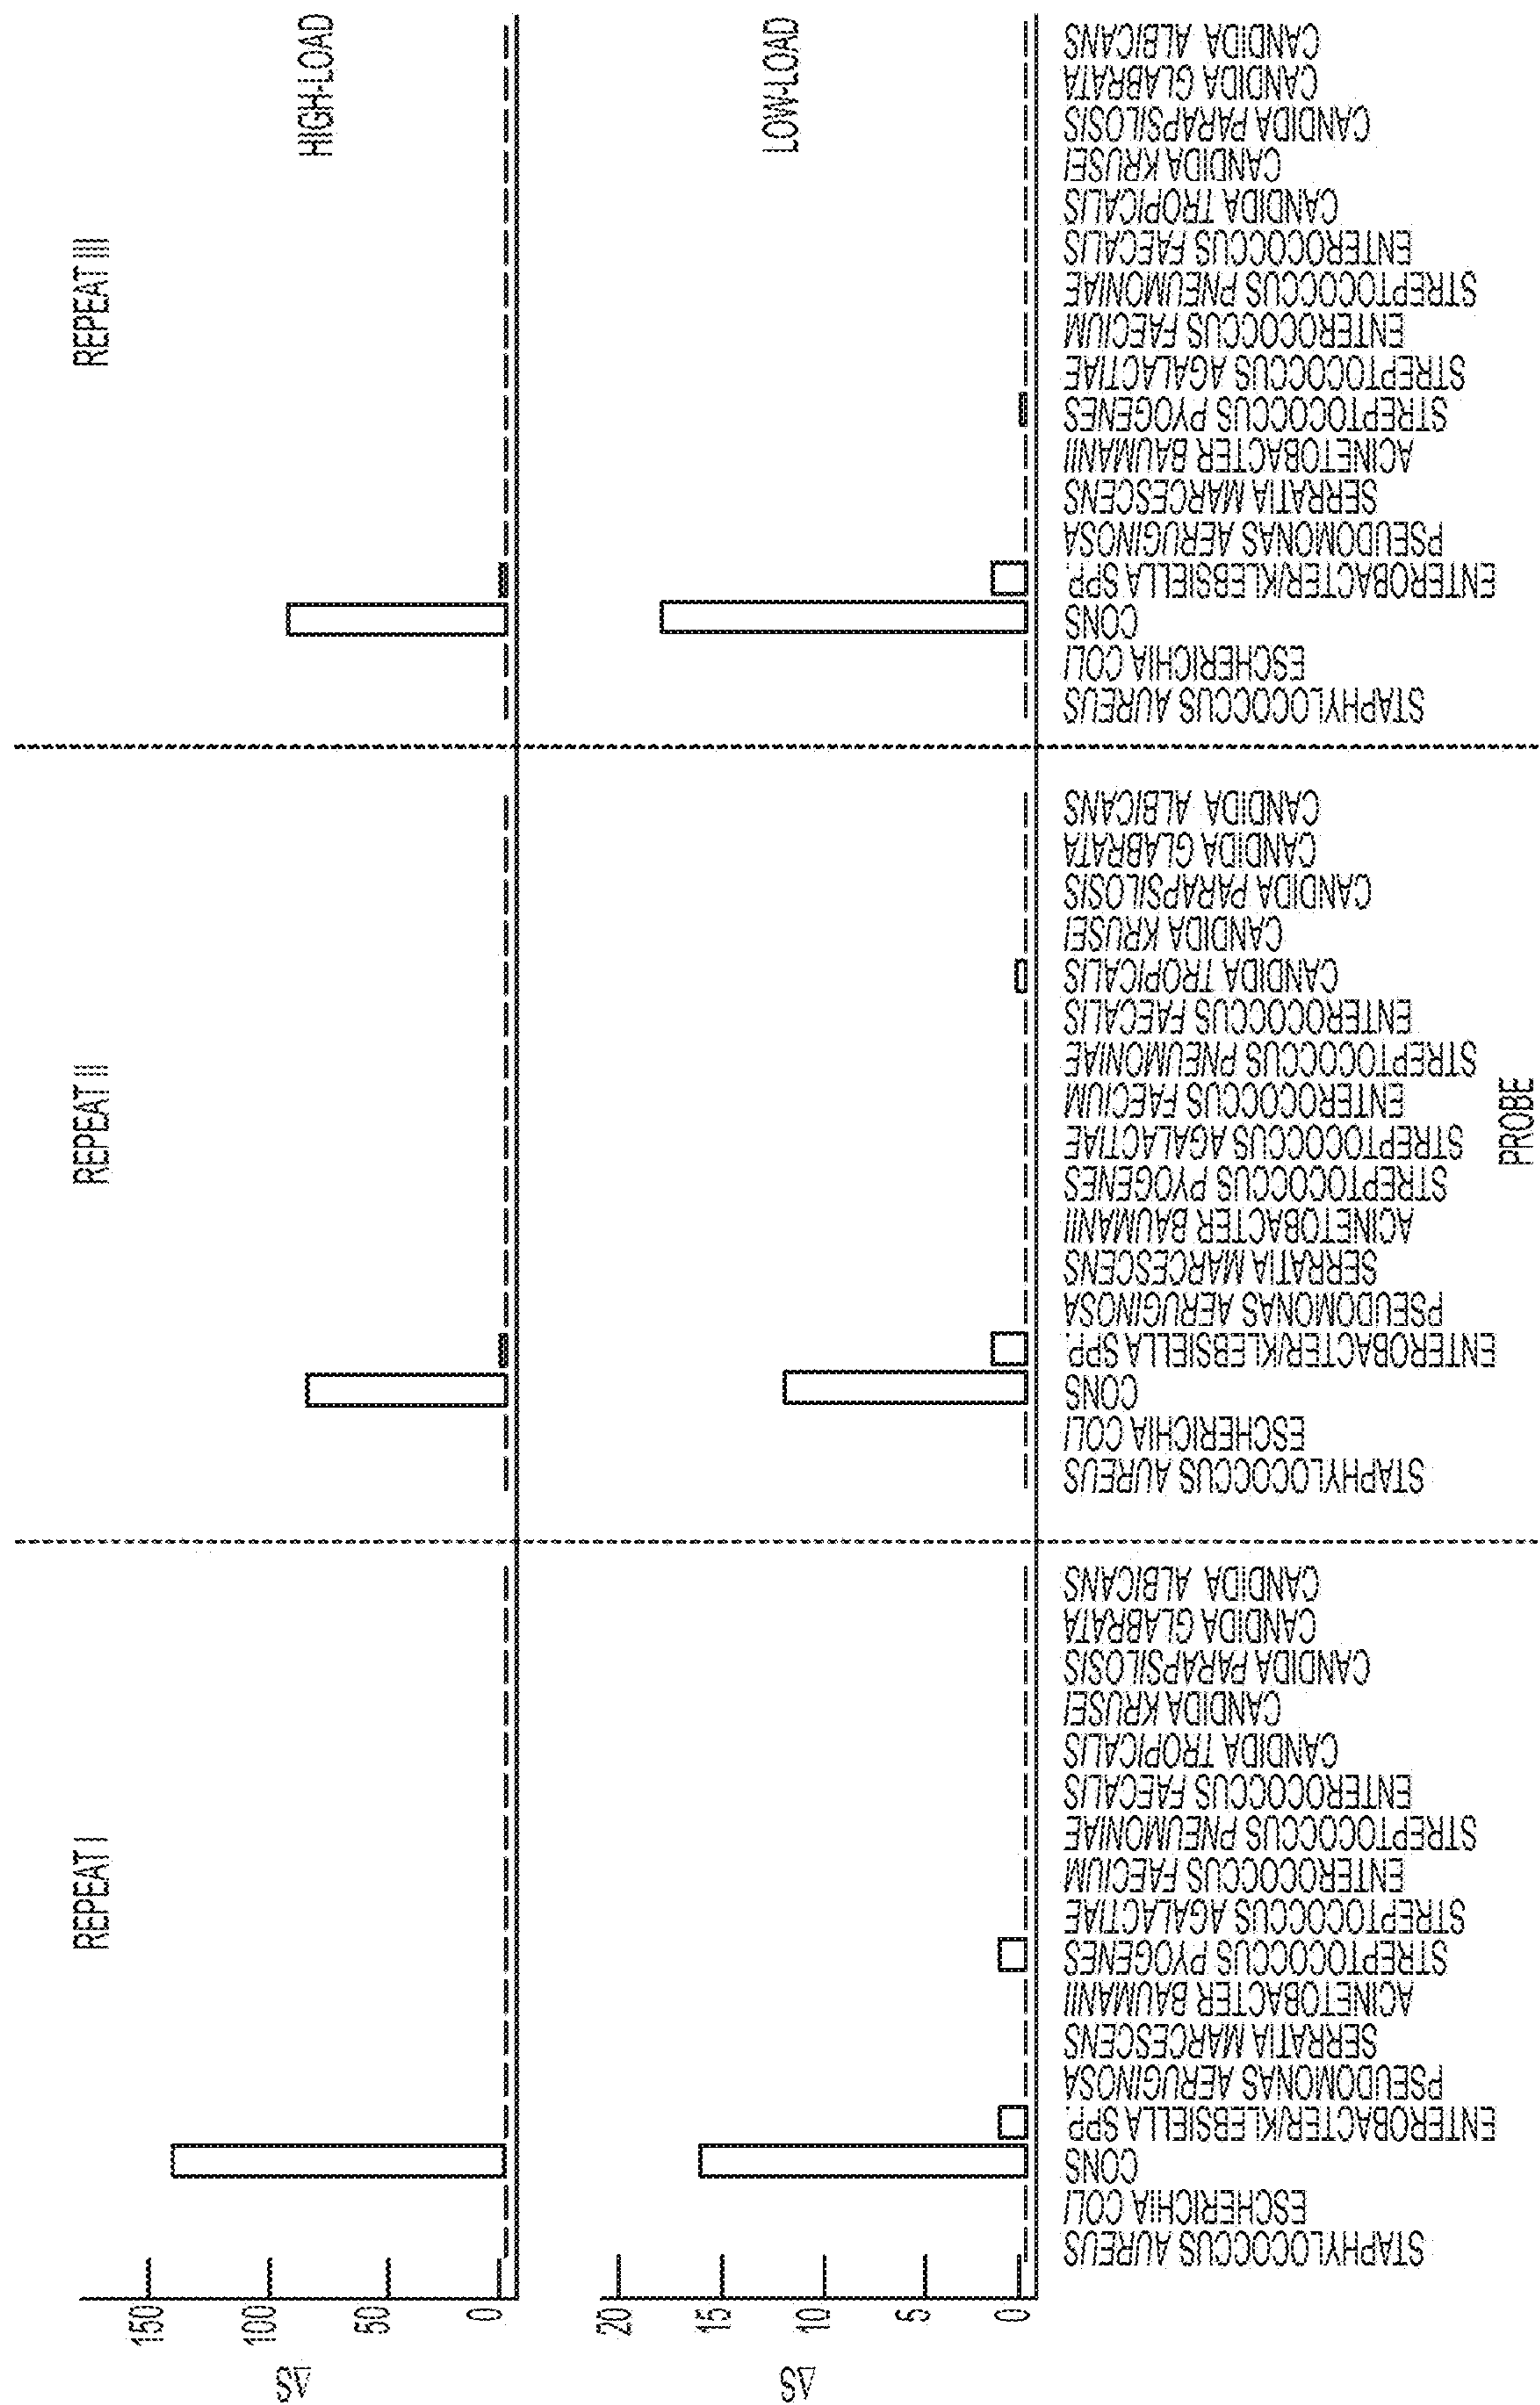 REPEAT I
REPEAT II
REPEAT III
HIGH-LOAD
ΔS
150
100
50
0
LOW-LOAD
ΔS
20
15
10
5
0
STAPHYLOCOCCUS AUREUS
ESCHERICHIA COLI
CONS
ENTEROBACTER/KLEBSIELLA SPP.
PSEUDOMONAS AERUGINOSA
SERRATIA MARCESCENS
ACINETOBACTER BAUMANII
STREPTOCOCCUS PYOGENES
STREPTOCOCCUS AGALACTIAE
ENTEROCOCCUS FAECIUM
STREPTOCOCCUS PNEUMONIAE
ENTEROCOCCUS FAECALIS
CANDIDA TROPICALIS
CANDIDA KRUSEI
CANDIDA PARAPSILOSIS
CANDIDA GLABRATA
CANDIDA ALBICANS
STAPHYLOCOCCUS AUREUS
ESCHERICHIA COLI
CONS
ENTEROBACTER/KLEBSIELLA SPP.
PSEUDOMONAS AERUGINOSA
SERRATIA MARCESCENS
ACINETOBACTER BAUMANII
STREPTOCOCCUS PYOGENES
STREPTOCOCCUS AGALACTIAE
ENTEROCOCCUS FAECIUM
STREPTOCOCCUS PNEUMONIAE
ENTEROCOCCUS FAECALIS
CANDIDA TROPICALIS
CANDIDA KRUSEI
CANDIDA PARAPSILOSIS
CANDIDA GLABRATA
CANDIDA ALBICANS
STAPHYLOCOCCUS AUREUS
ESCHERICHIA COLI
CONS
ENTEROBACTER/KLEBSIELLA SPP.
PSEUDOMONAS AERUGINOSA
SERRATIA MARCESCENS
ACINETOBACTER BAUMANII
STREPTOCOCCUS PYOGENES
STREPTOCOCCUS AGALACTIAE
ENTEROCOCCUS FAECIUM
STREPTOCOCCUS PNEUMONIAE
ENTEROCOCCUS FAECALIS
CANDIDA TROPICALIS
CANDIDA KRUSEI
CANDIDA PARAPSILOSIS
CANDIDA GLABRATA
CANDIDA ALBICANS
PROBE